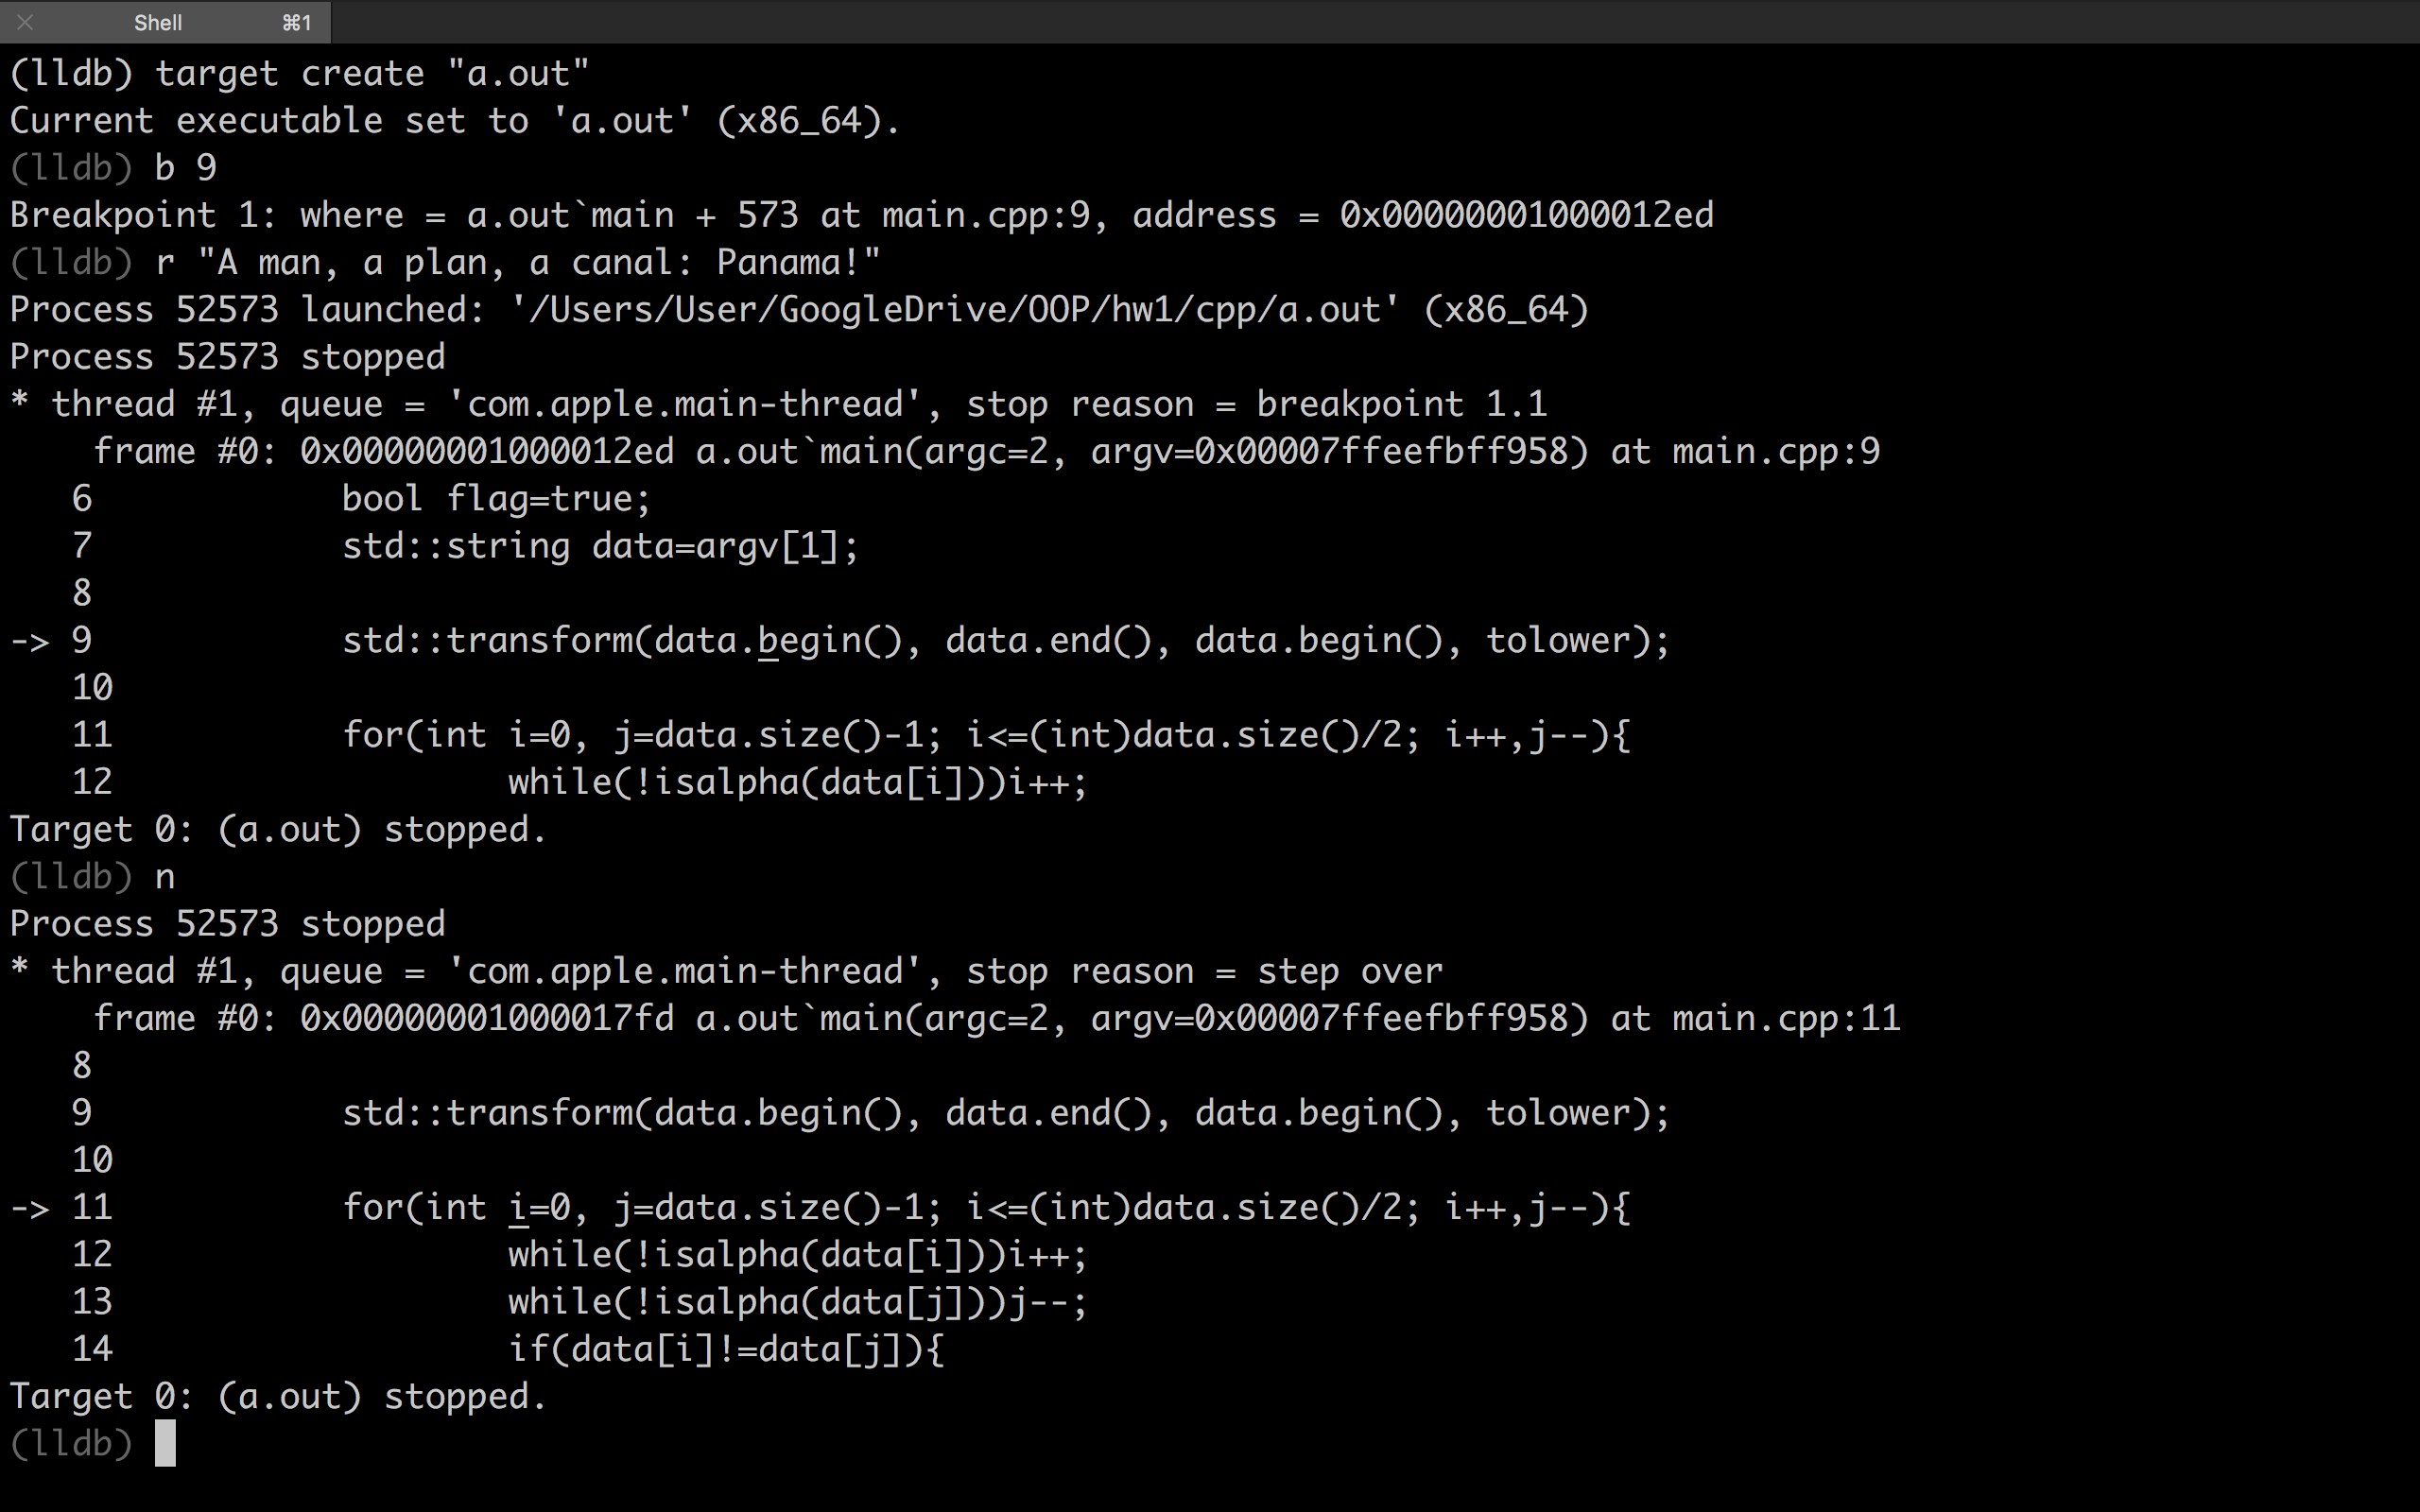 Shell ⌘1
(lldb) target create "a.out"
Current executable set to 'a.out' (x86_64).
(lldb) b 9
Breakpoint 1: where = a.out`main + 573 at main.cpp:9, address = 0x00000001000012ed
(lldb) r "A man, a plan, a canal: Panama!"
Process 52573 launched: '/Users/User/GoogleDrive/OOP/hw1/cpp/a.out' (x86_64)
Process 52573 stopped
* thread #1, queue = 'com.apple.main-thread', stop reason = breakpoint 1.1
    frame #0: 0x00000001000012ed a.out`main(argc=2, argv=0x00007ffeefbff958) at main.cpp:9
   6            bool flag=true;
   7            std::string data=argv[1];
   8
-> 9            std::transform(data.begin(), data.end(), data.begin(), tolower);
   10
   11           for(int i=0, j=data.size()-1; i<=(int)data.size()/2; i++,j--){
   12                   while(!isalpha(data[i]))i++;
Target 0: (a.out) stopped.
(lldb) n
Process 52573 stopped
* thread #1, queue = 'com.apple.main-thread', stop reason = step over
    frame #0: 0x00000001000017fd a.out`main(argc=2, argv=0x00007ffeefbff958) at main.cpp:11
   8
   9            std::transform(data.begin(), data.end(), data.begin(), tolower);
   10
-> 11           for(int i=0, j=data.size()-1; i<=(int)data.size()/2; i++,j--){
   12                   while(!isalpha(data[i]))i++;
   13                   while(!isalpha(data[j]))j--;
   14                   if(data[i]!=data[j]){
Target 0: (a.out) stopped.
(lldb)